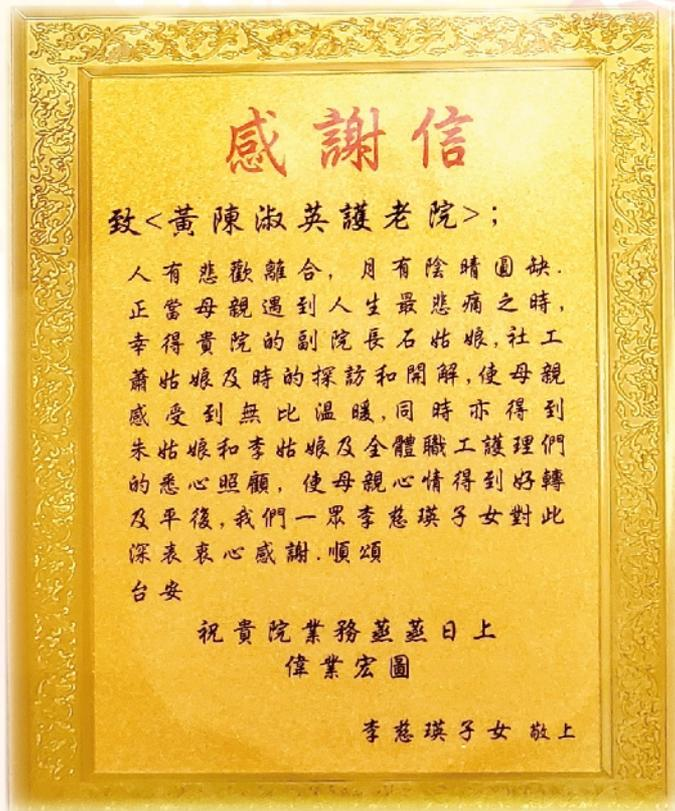 感謝信
致<黃陳淑英護老院>;
人有悲歡離合, 月有陰晴圓缺.
正當母親遇到人生最悲痛之時,
幸得貴院的副院長石姑娘,社工
蕭姑娘及時的探訪和開解,使母親
感受到無比溫暖,同時亦得到
朱姑娘和李姑娘及全體職工護理們
的悉心照顧, 使母親心情得到好轉
及平後,我們一眾李慈瑛子女對此
深表衷心感謝.順頌
台安
祝貴院業務蒸蒸日上
偉業宏圖
李慈瑛子女 敬上